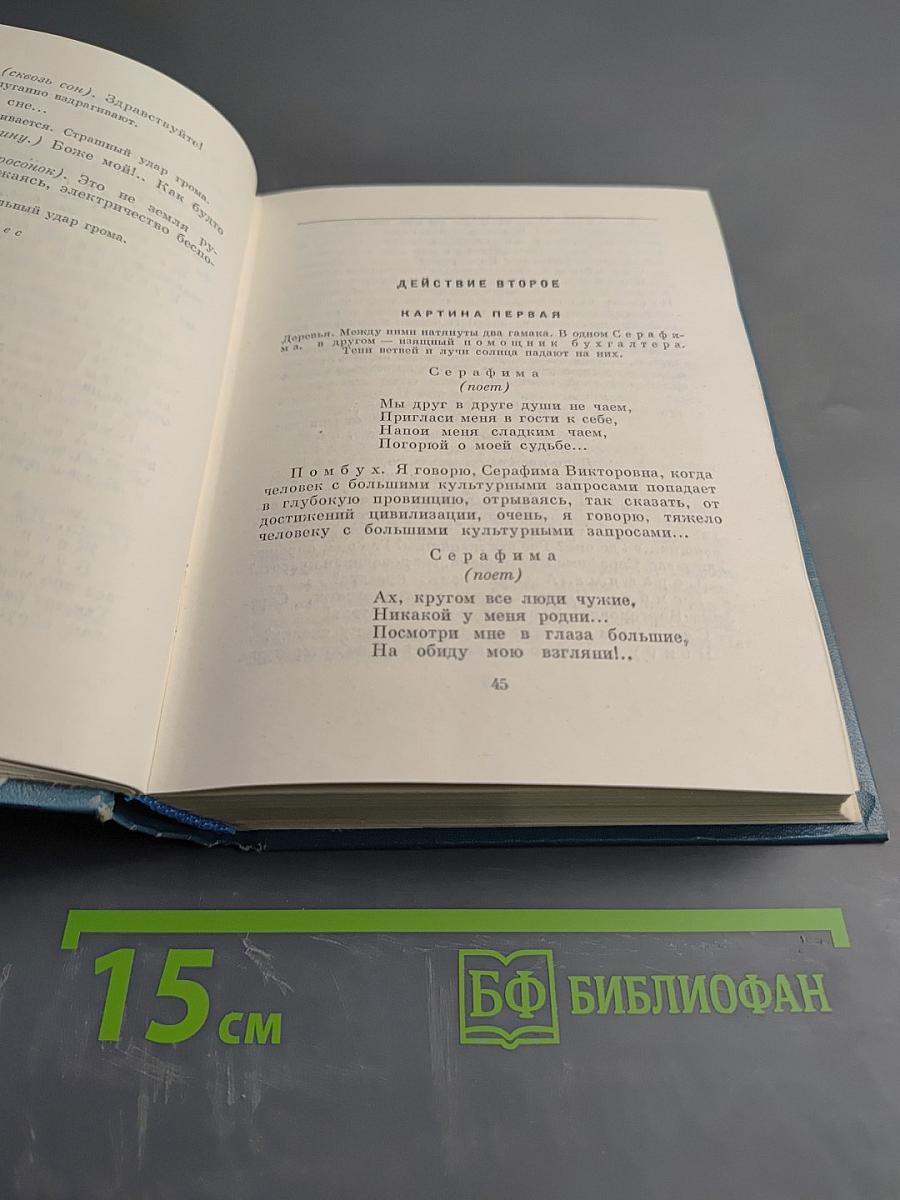 (сквозь сон). Здравствуйте!
пуганно вздрагивают.
сне...
ивается. Страшный удар грома.
ину.) Боже мой!.. Как будто
росонок). Это не земля ру-
жаясь, электричество беспо-
льный удар грома.
е с
ДЕЙСТВИЕ ВТОРОЕ
КАРТИНА ПЕРВАЯ
Деревья. Между ними натянуты два гамака. В одном Серафи-
ма, в другом — изящный помощник бухгалтера.
Тени ветвей и лучи солнца падают на них.
Серафима
(поет)
Мы друг в друге души не чаем,
Пригласи меня в гости к себе,
Напои меня сладким чаем,
Погорюй о моей судьбе...
Помбух. Я говорю, Серафима Викторовна, когда
человек с большими культурными запросами попадает
в глубокую провинцию, отрываясь, так сказать, от
достижений цивилизации, очень, я говорю, тяжело
человеку с большими культурными запросами...
Серафима
(поет)
Ах, кругом все люди чужие,
Никакой у меня родни...
Посмотри мне в глаза большие,
На обиду мою взгляни!..
45
15 см
БФ БИБЛИОФАН